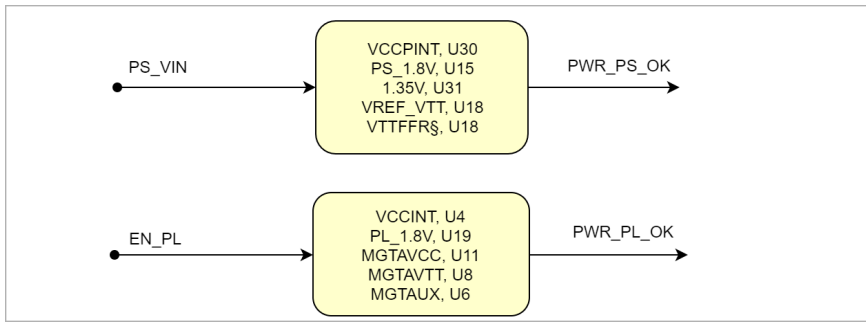 PS_VIN
VCCPINT, U30
PS_1.8V, U15
1.35V, U31
VREF_VTT, U18
VTTFFR§, U18
PWR_PS_OK
EN_PL
VCCINT, U4
PL_1.8V, U19
MGTAVCC, U11
MGTAVTT, U8
MGTAUX, U6
PWR_PL_OK